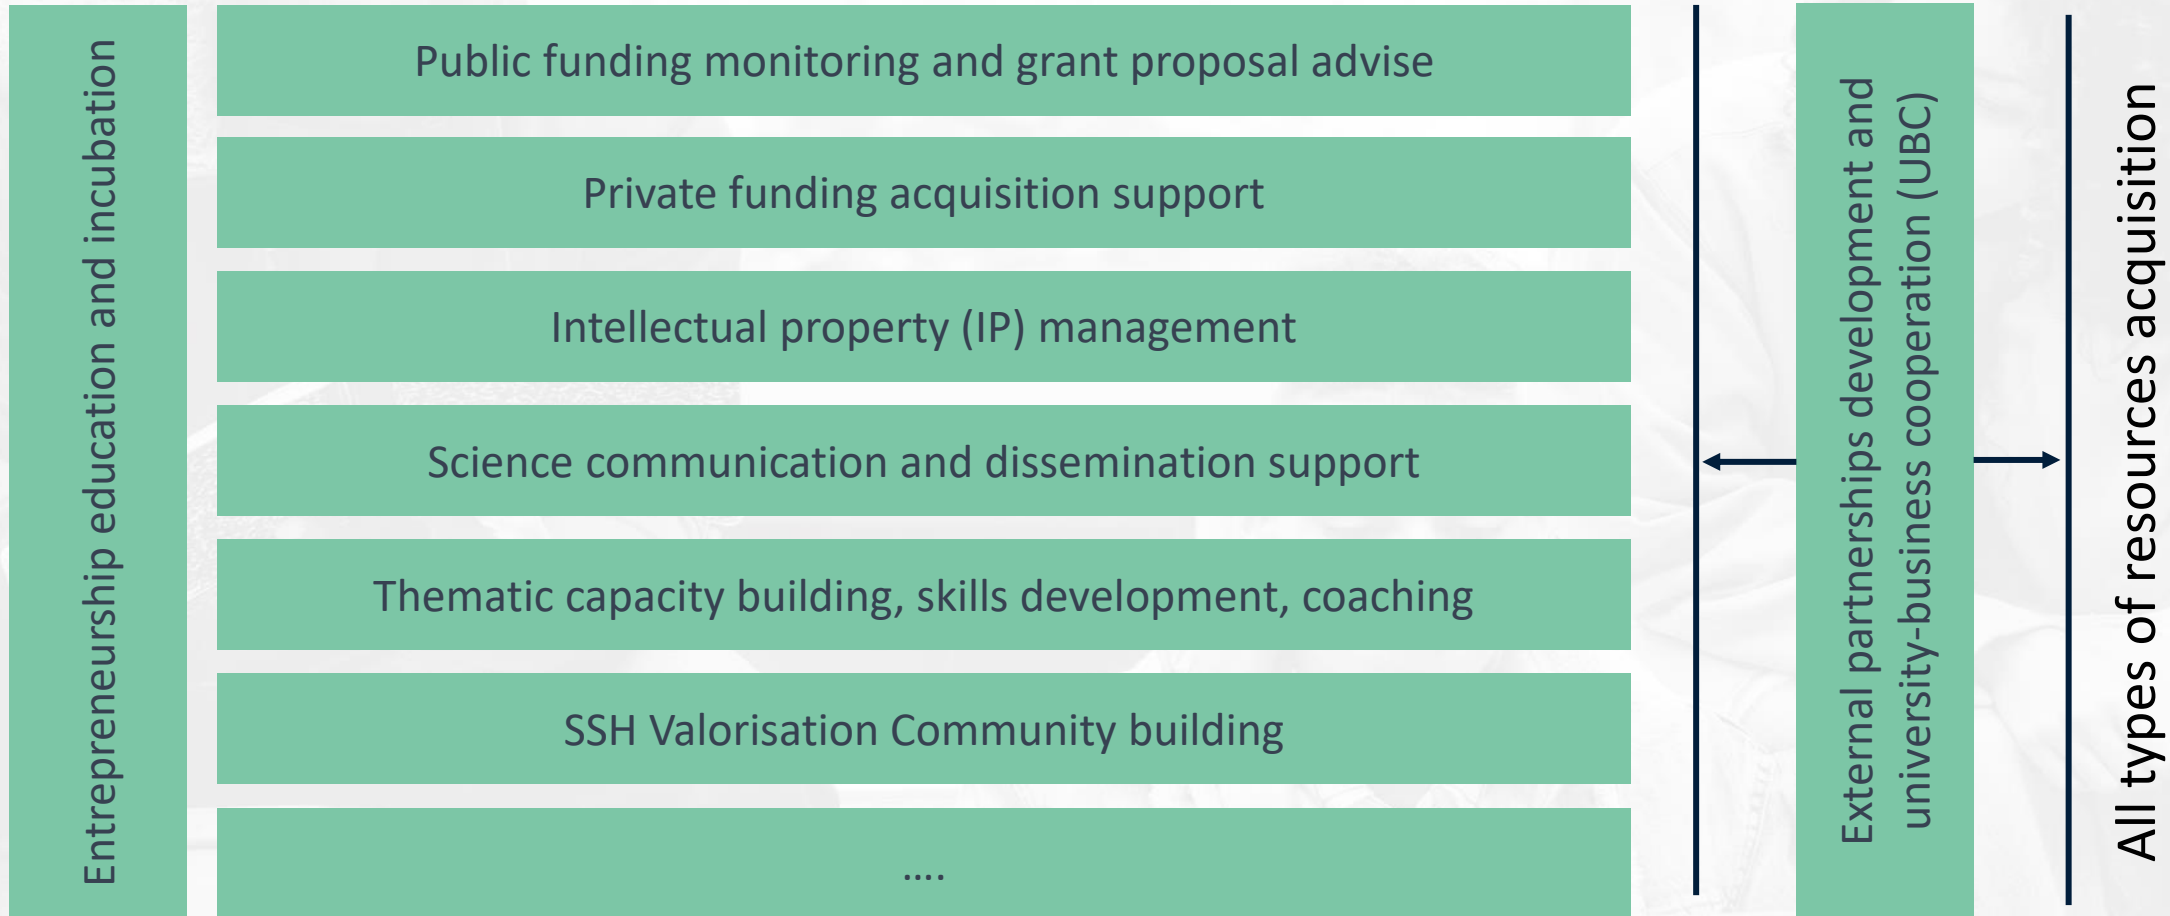 Entrepreneurship education and incubation
Public funding monitoring and grant proposal advise
Private funding acquisition support
Intellectual property (IP) management
Science communication and dissemination support
Thematic capacity building, skills development, coaching
SSH Valorisation Community building
....
External partnerships development and
university-business cooperation (UBC)
All types of resources acquisition